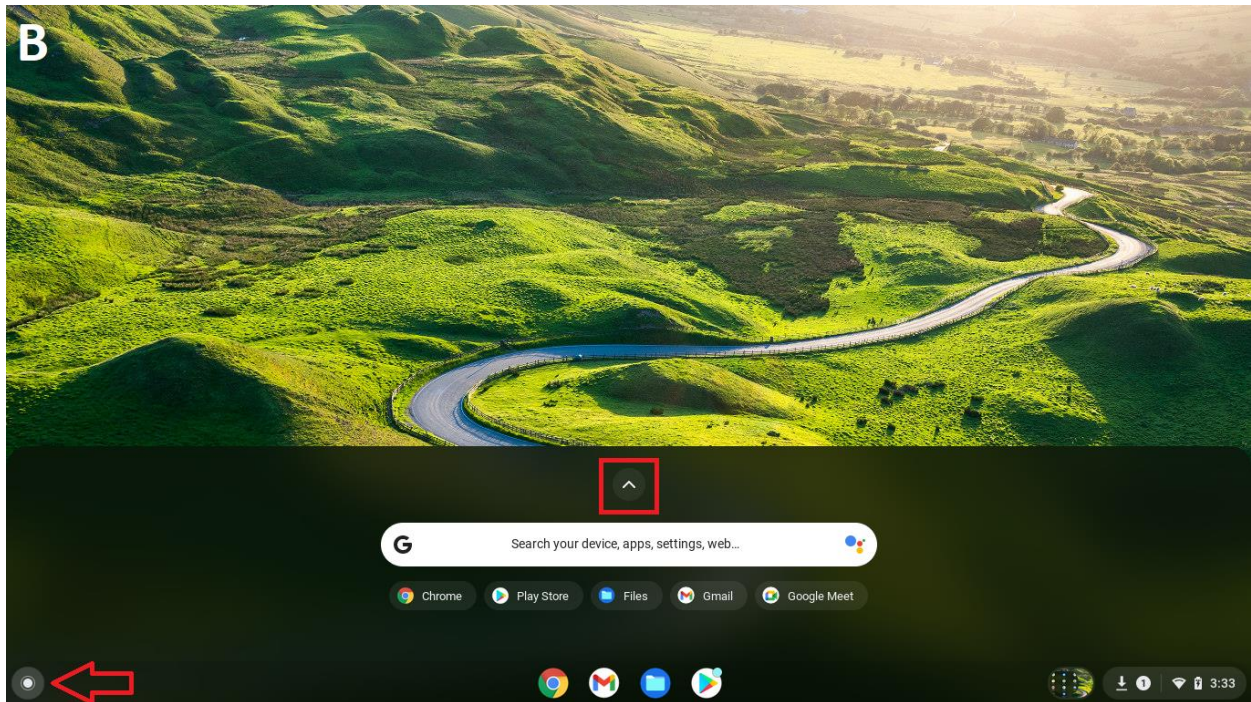 B
Search your device, apps, settings, web...
Chrome Play Store Files Gmail Google Meet
1 3:33